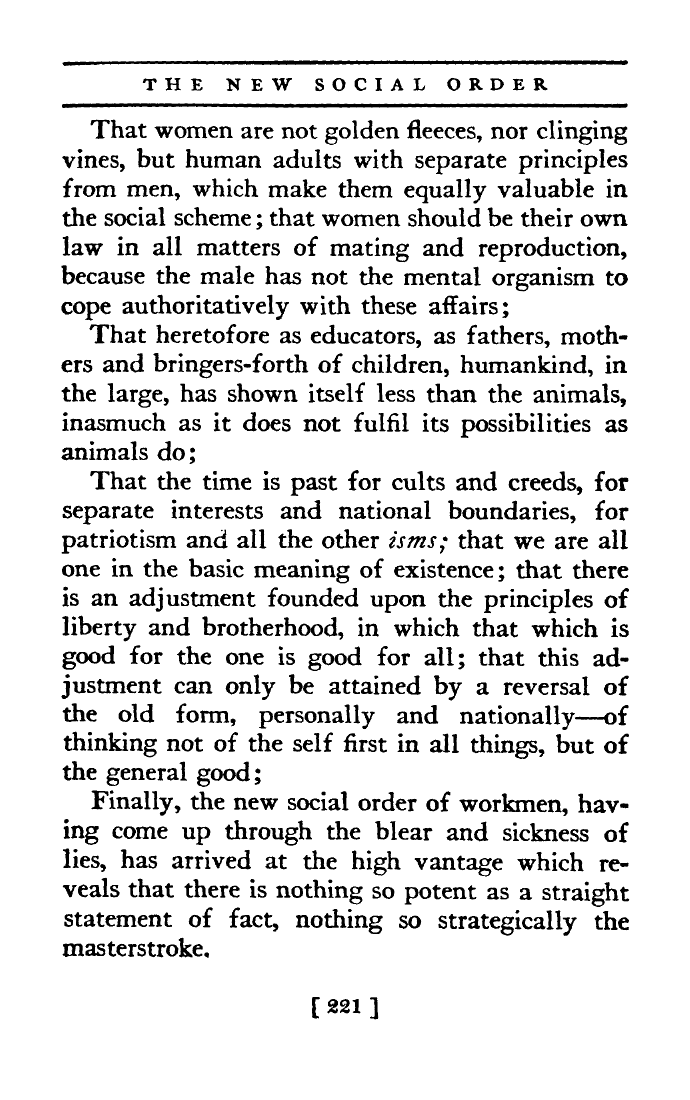 THE NEW SOCIAL ORDER
That women are not golden fleeces, nor clinging
vines, but human adults with separate principles
from men, which make them equally valuable in
the social scheme; that women should be their own
law in all matters of mating and reproduction,
because the male has not the mental organism to
cope authoritatively with these affairs;
That heretofore as educators, as fathers, moth-
ers and bringers-forth of children, humankind, in
the large, has shown itself less than the animals,
inasmuch as it does not fulfil its possibilities as
animals do;
That the time is past for cults and creeds, for
separate interests and national boundaries, for
patriotism and all the other isms; that we are all
one in the basic meaning of existence; that there
is an adjustment founded upon the principles of
liberty and brotherhood, in which that which is
good for the one is good for all; that this ad-
justment can only be attained by a reversal of
the old form, personally and nationally—of
thinking not of the self first in all things, but of
the general good;
Finally, the new social order of workmen, hav-
ing come up through the blear and sickness of
lies, has arrived at the high vantage which re-
veals that there is nothing so potent as a straight
statement of fact, nothing so strategically the
masterstroke.
[ 221 ]